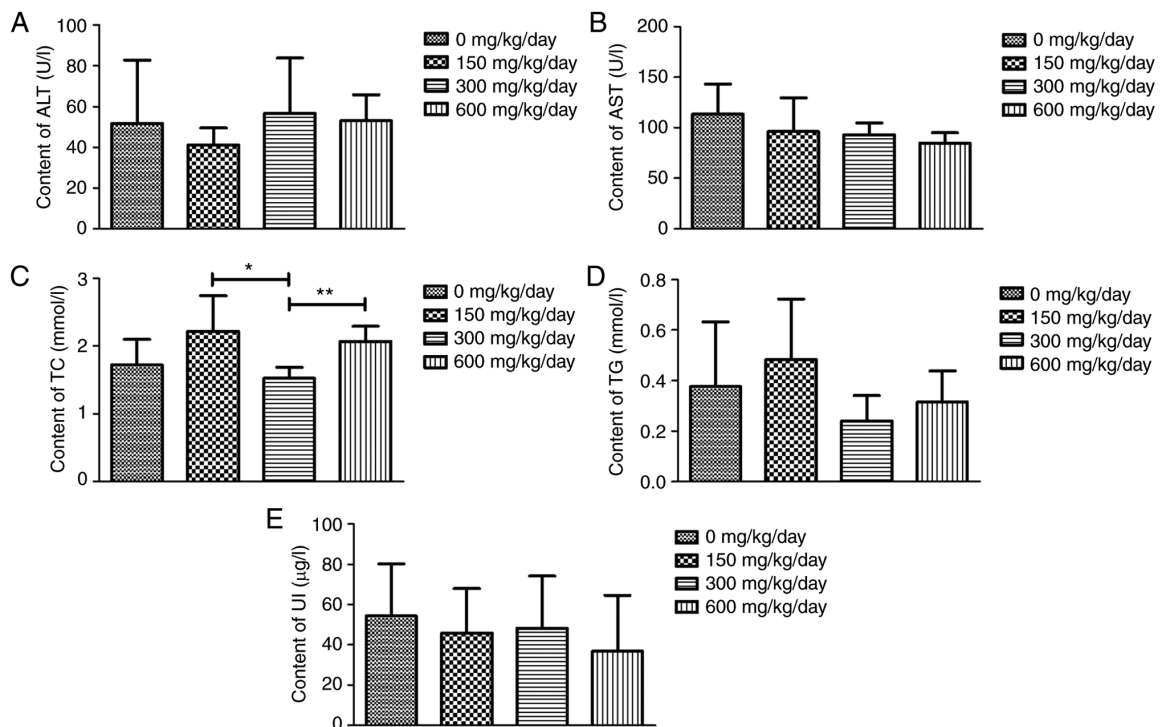 A
Content of ALT (U/l)
100
80
60
40
20
0
0 mg/kg/day
150 mg/kg/day
300 mg/kg/day
600 mg/kg/day
B
Content of AST (U/l)
200
150
100
50
0
0 mg/kg/day
150 mg/kg/day
300 mg/kg/day
600 mg/kg/day
C
Content of TC (mmol/l)
3
2
1
0
*
**
0 mg/kg/day
150 mg/kg/day
300 mg/kg/day
600 mg/kg/day
D
Content of TG (mmol/l)
0.8
0.6
0.4
0.2
0.0
0 mg/kg/day
150 mg/kg/day
300 mg/kg/day
600 mg/kg/day
E
Content of UI (µg/l)
100
80
60
40
20
0
0 mg/kg/day
150 mg/kg/day
300 mg/kg/day
600 mg/kg/day